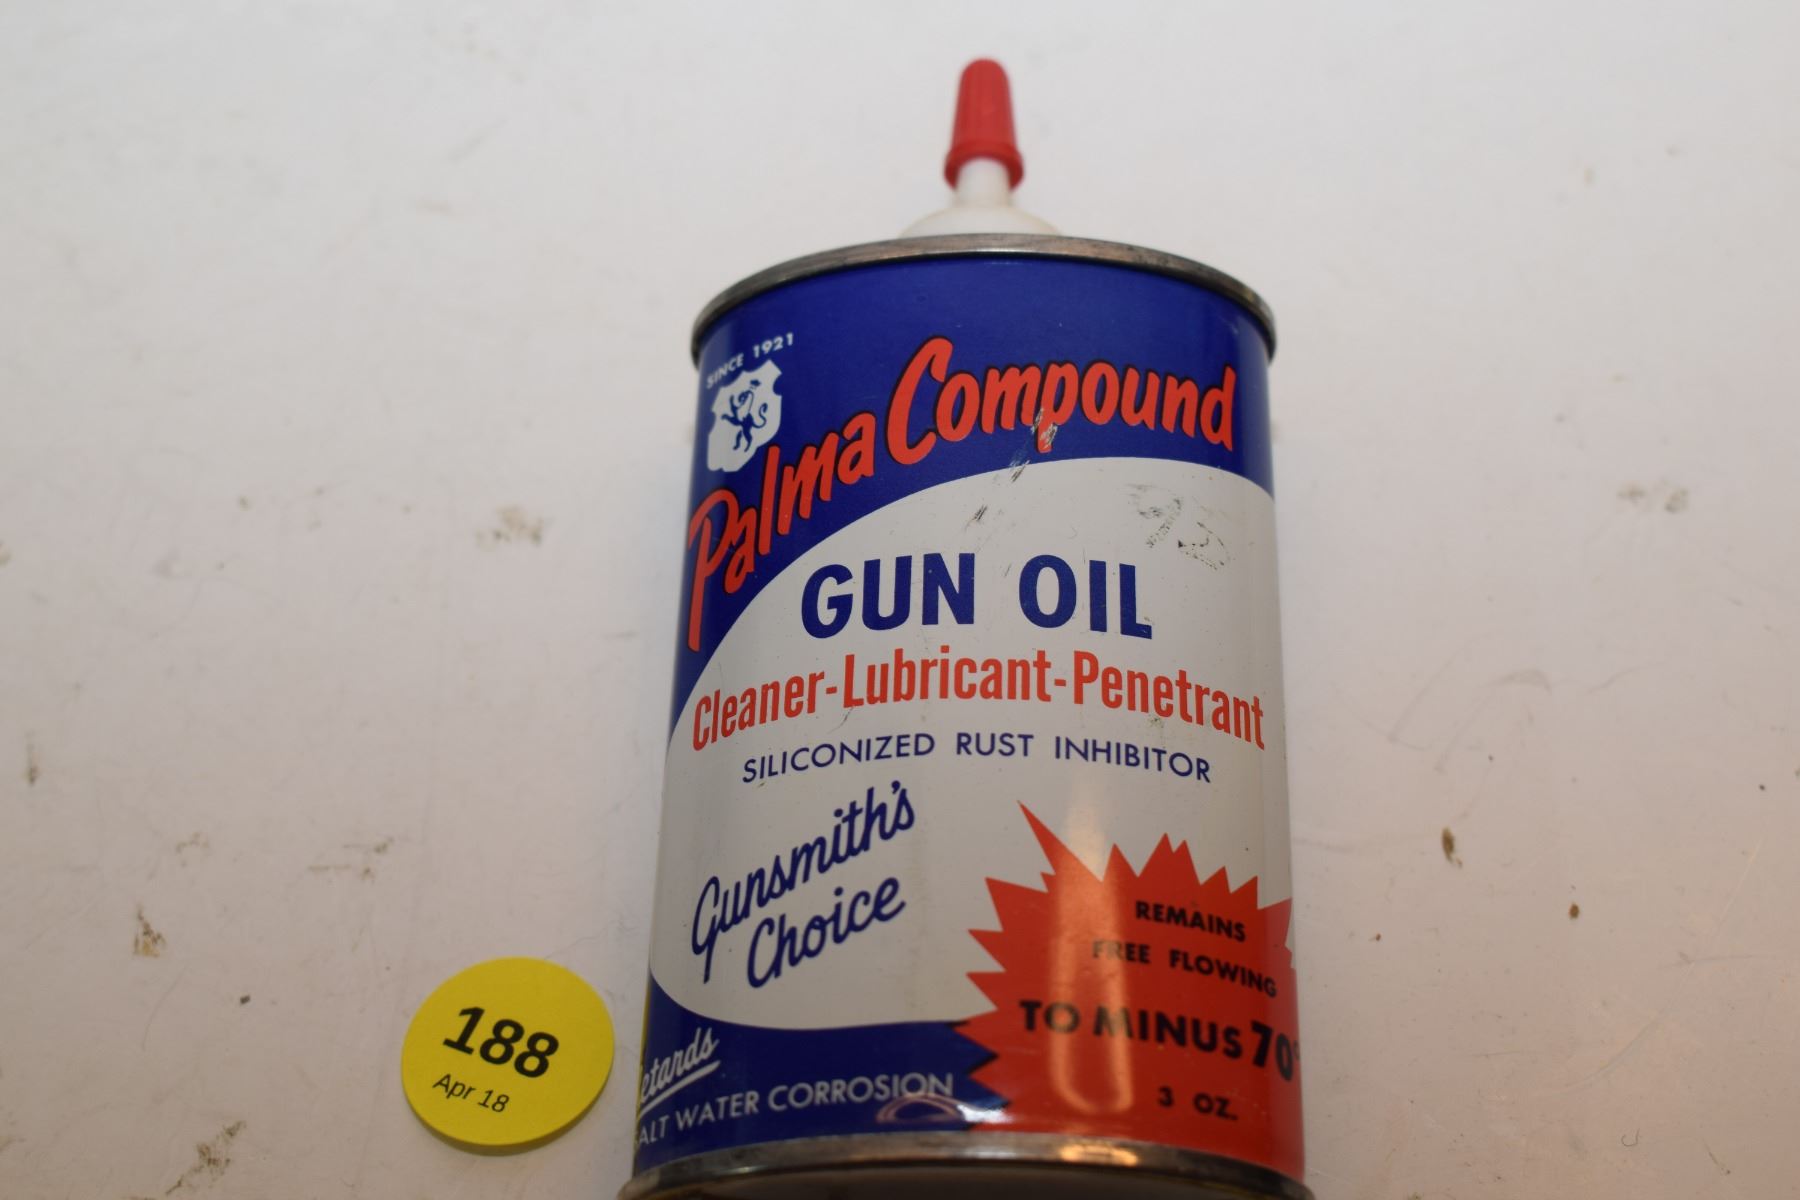 SINCE 1921
Palma Compound
GUN OIL
Cleaner-Lubricant-Penetrant
SILICONIZED RUST INHIBITOR
Gunsmith's
Choice
REMAINS
FREE FLOWING
TO MINUS 70°
3 OZ.
WATER CORROSION
188
Apr 18